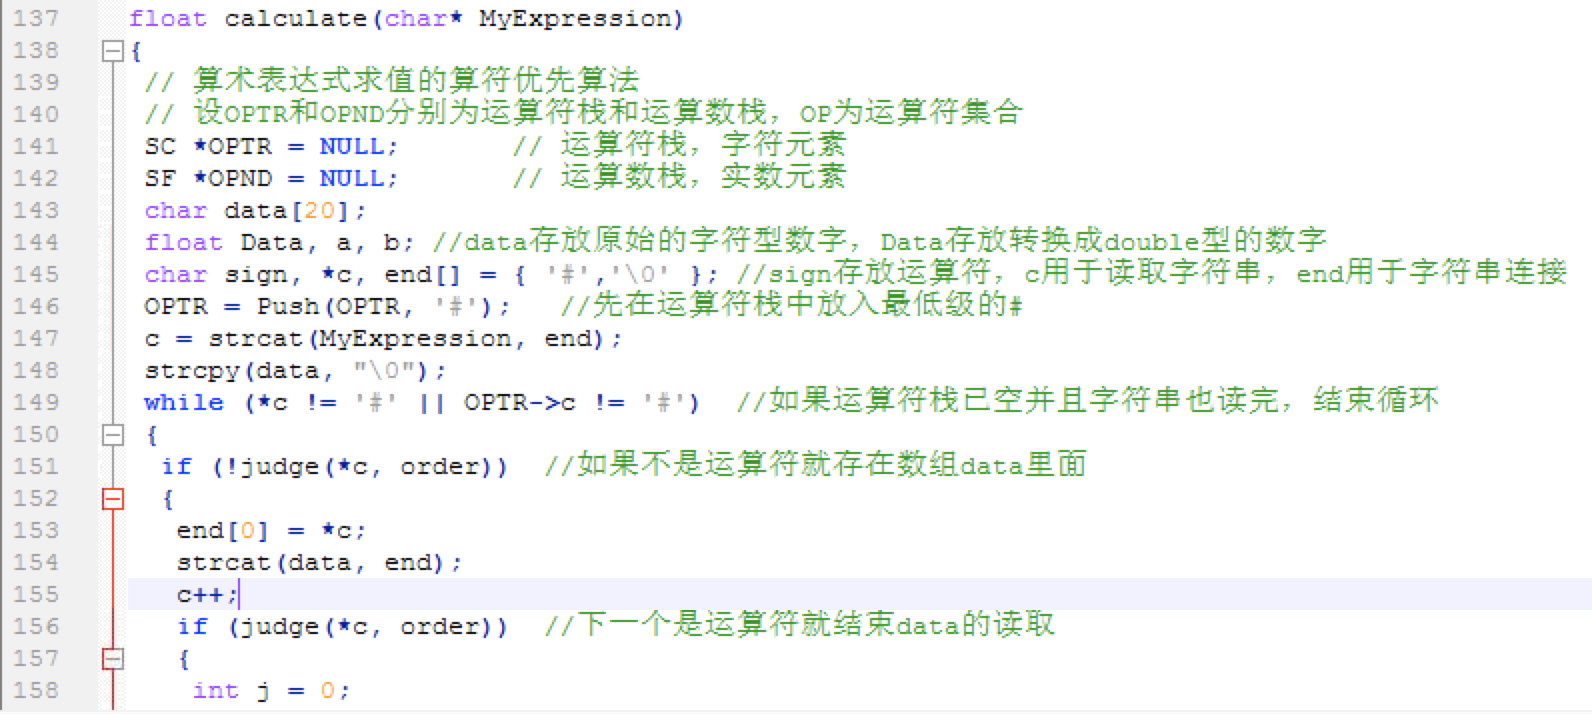 137 float calculate(char* MyExpression)
138 {
139 // 算术表达式求值的算符优先算法
140 // 设OPTR和OPND分别为运算符栈和运算数栈，OP为运算符集合
141 SC *OPTR = NULL; // 运算符栈，字符元素
142 SF *OPND = NULL; // 运算数栈，实数元素
143 char data[20];
144 float Data, a, b; //data存放原始的字符型数字，Data存放转换成double型的数字
145 char sign, *c, end[] = { '#','\0' }; //sign存放运算符，c用于读取字符串，end用于字符串连接
146 OPTR = Push(OPTR, '#'); //先在运算符栈中放入最低级的#
147 c = strcat(MyExpression, end);
148 strcpy(data, "\0");
149 while (*c != '#' || OPTR->c != '#') //如果运算符栈已空并且字符串也读完，结束循环
150 {
151 if (!judge(*c, order)) //如果不是运算符就存在数组data里面
152 {
153 end[0] = *c;
154 strcat(data, end);
155 c++;
156 if (judge(*c, order)) //下一个是运算符就结束data的读取
157 {
158 int j = 0;